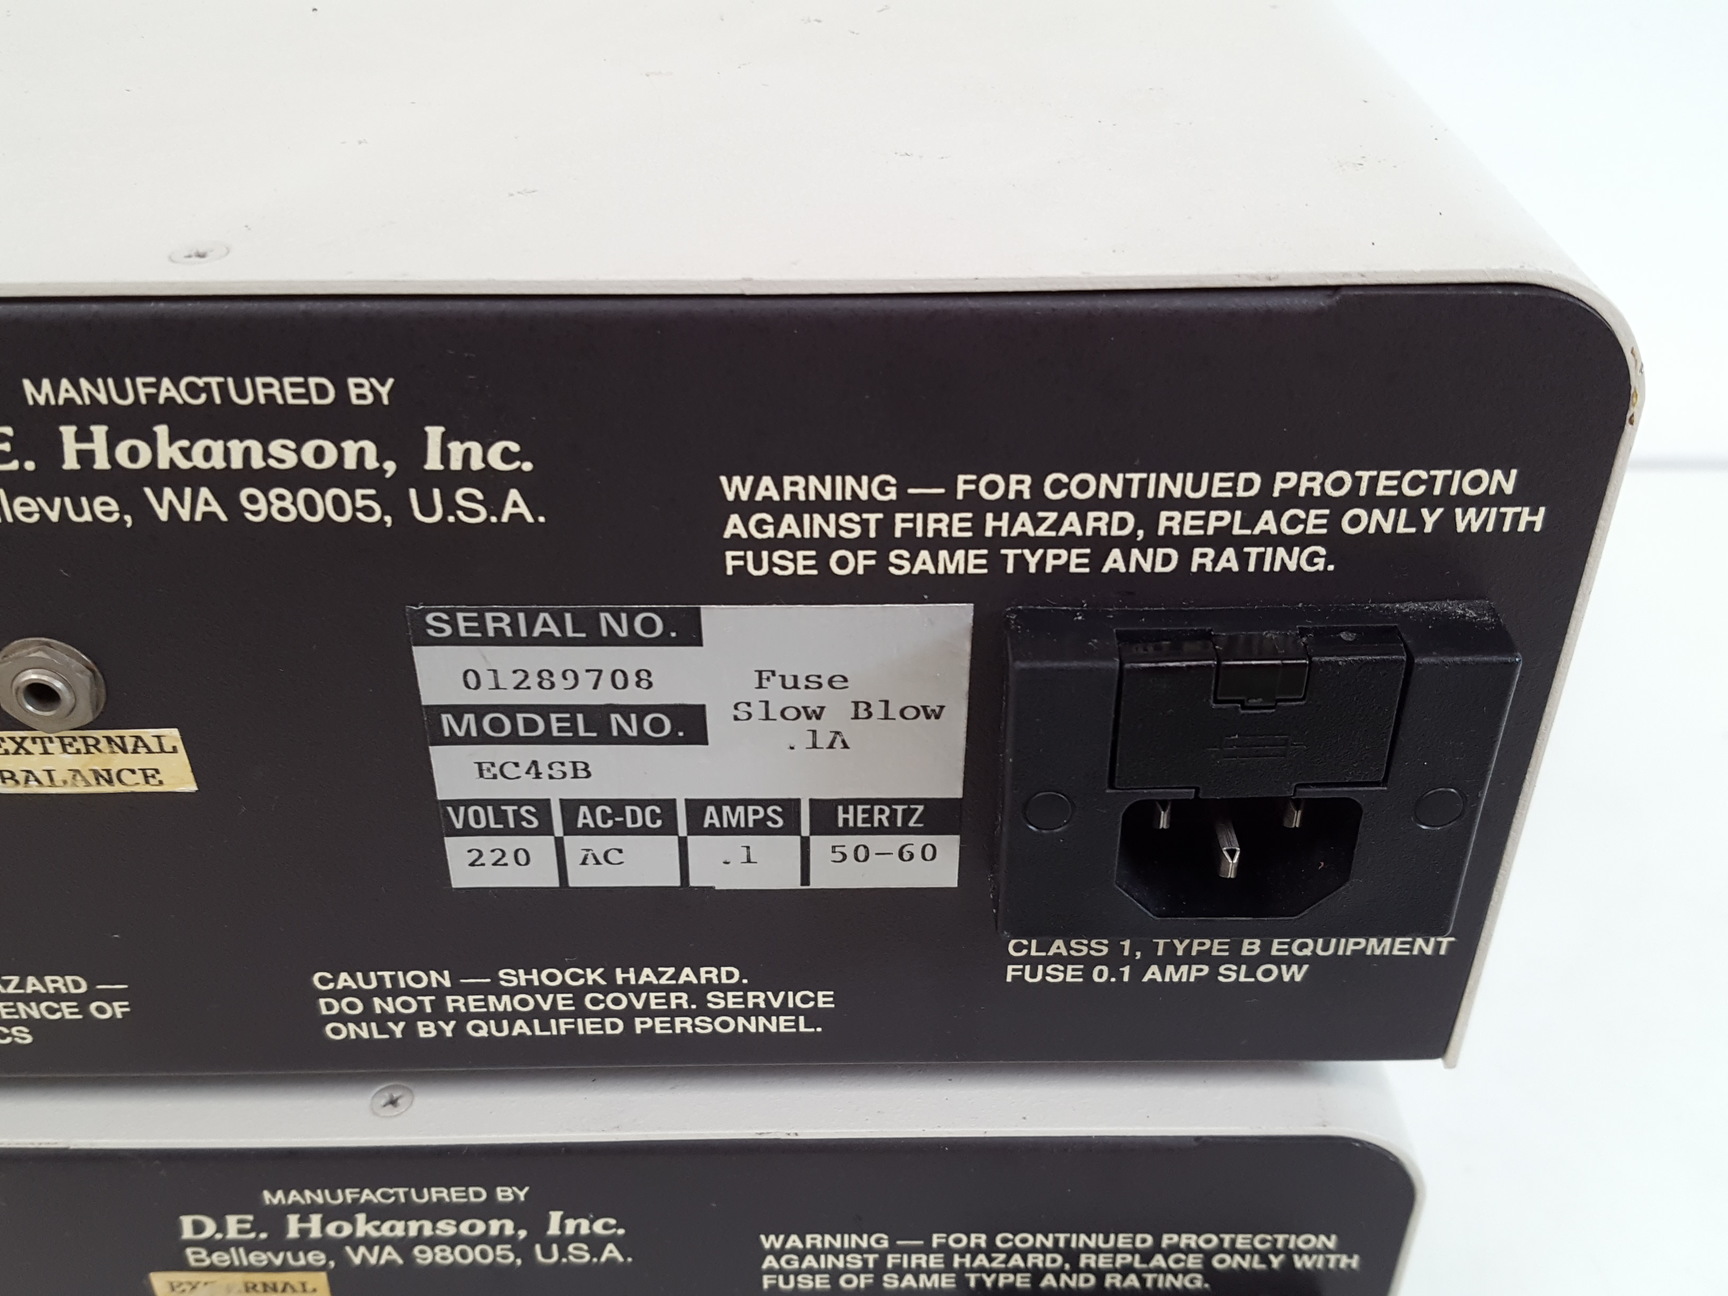 MANUFACTURED BY
E. Hokanson, Inc.
llevue, WA 98005, U.S.A.
WARNING — FOR CONTINUED PROTECTION
AGAINST FIRE HAZARD, REPLACE ONLY WITH
FUSE OF SAME TYPE AND RATING.
SERIAL NO.
01289708
Fuse
Slow Blow
.1A
MODEL NO.
EC4SB
VOLTS AC-DC AMPS HERTZ
220 AC .1 50-60
EXTERNAL
BALANCE
CLASS 1, TYPE B EQUIPMENT
FUSE 0.1 AMP SLOW
AZARD —
ENCE OF
CS
CAUTION — SHOCK HAZARD.
DO NOT REMOVE COVER. SERVICE
ONLY BY QUALIFIED PERSONNEL.
MANUFACTURED BY
D.E. Hokanson, Inc.
Bellevue, WA 98005, U.S.A.
WARNING — FOR CONTINUED PROTECTION
AGAINST FIRE HAZARD, REPLACE ONLY WITH
FUSE OF SAME TYPE AND RATING.